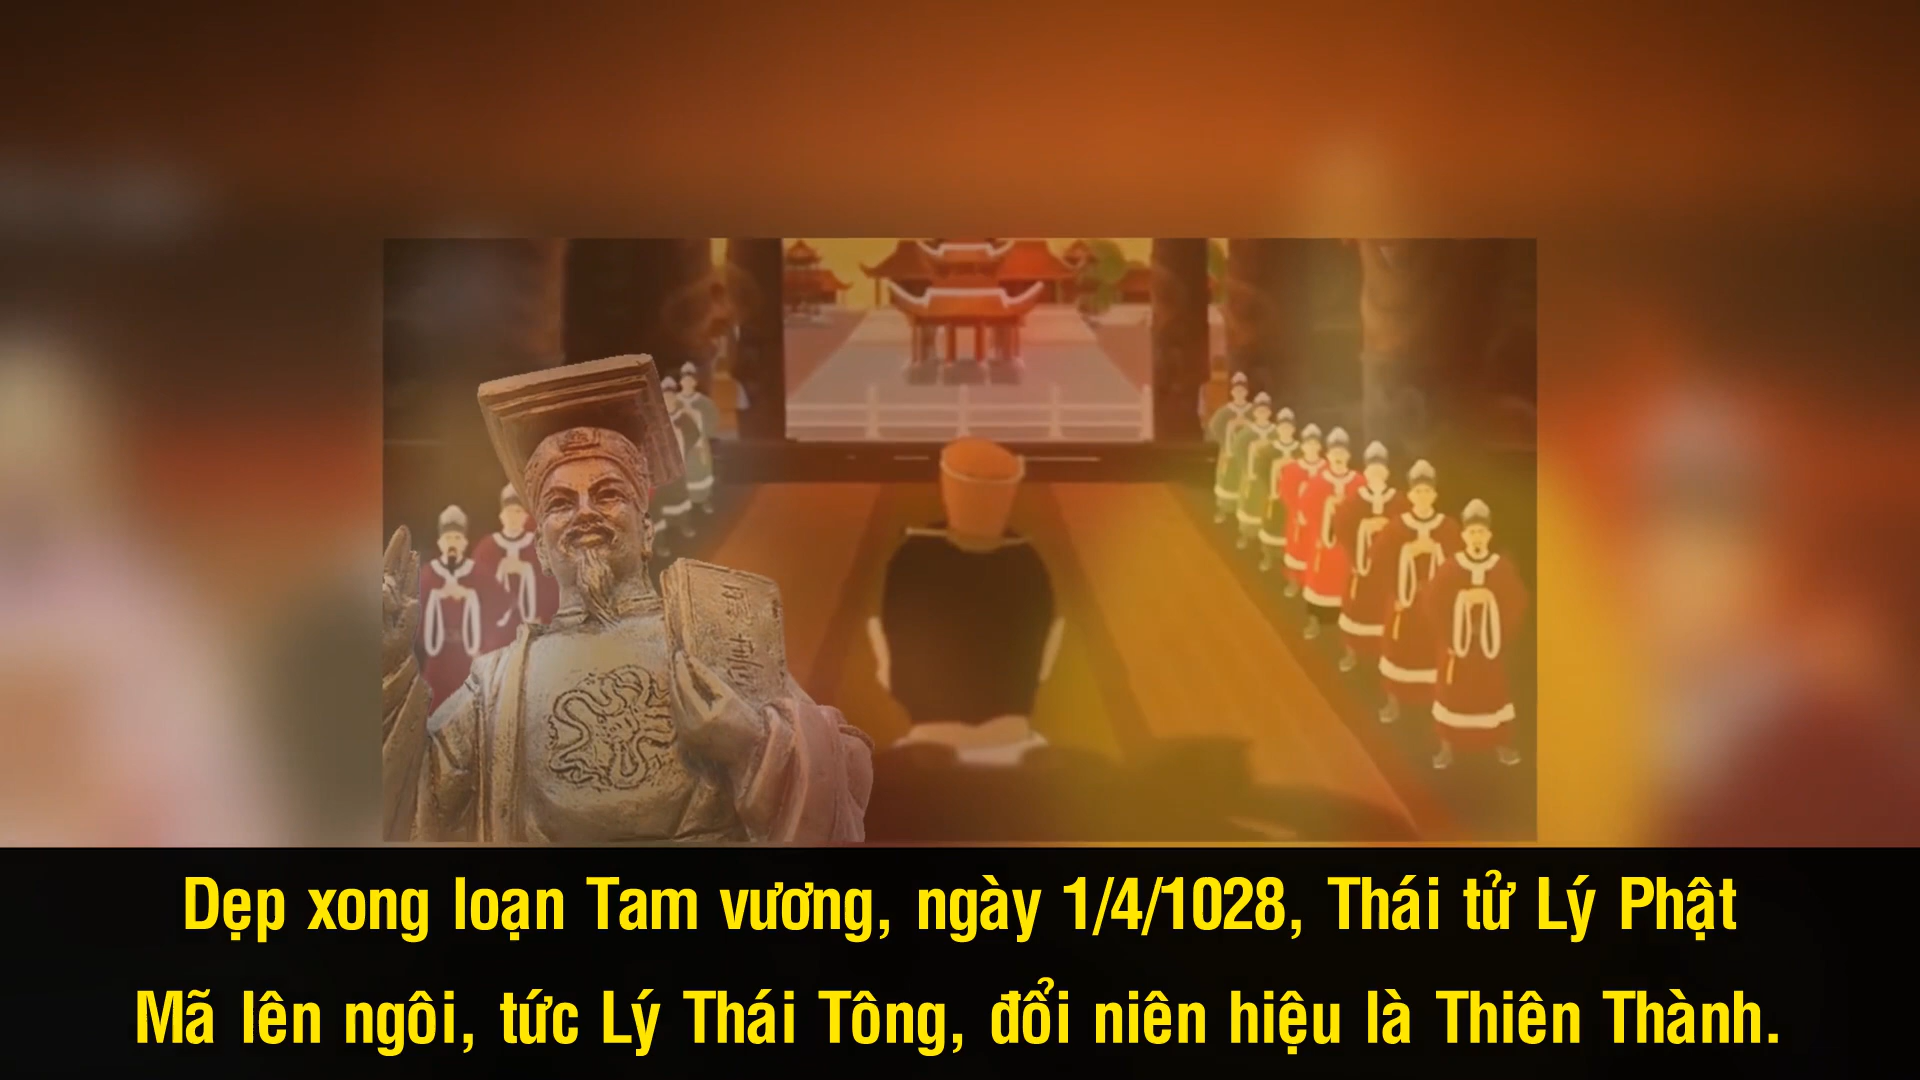 Dẹp xong loạn Tam vương, ngày 1/4/1028, Thái tử Lý Phật
Mã lên ngôi, tức Lý Thái Tông, đổi niên hiệu là Thiên Thành.